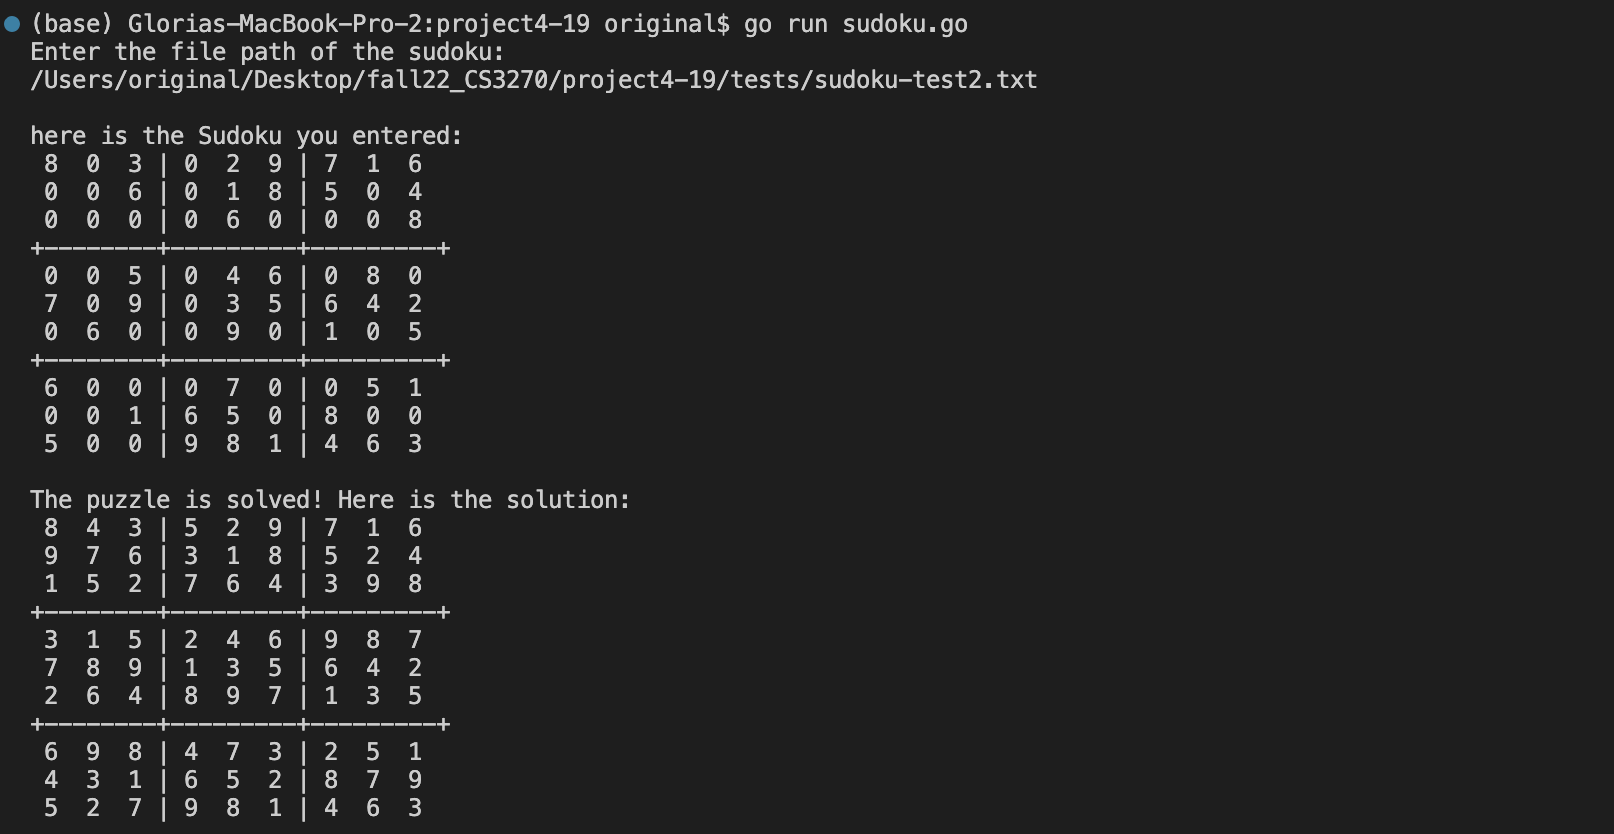 (base) Glorias-MacBook-Pro-2:project4-19 original$ go run sudoku.go
Enter the file path of the sudoku:
/Users/original/Desktop/fall22_CS3270/project4-19/tests/sudoku-test2.txt
here is the Sudoku you entered:
8 0 3 | 0 2 9 | 7 1 6
0 0 6 | 0 1 8 | 5 0 4
0 0 0 | 0 6 0 | 0 0 8
+--------+---------+---------+
0 0 5 | 0 4 6 | 0 8 0
7 0 9 | 0 3 5 | 6 4 2
0 6 0 | 0 9 0 | 1 0 5
+--------+---------+---------+
6 0 0 | 0 7 0 | 0 5 1
0 0 1 | 6 5 0 | 8 0 0
5 0 0 | 9 8 1 | 4 6 3
The puzzle is solved! Here is the solution:
8 4 3 | 5 2 9 | 7 1 6
9 7 6 | 3 1 8 | 5 2 4
1 5 2 | 7 6 4 | 3 9 8
+--------+---------+---------+
3 1 5 | 2 4 6 | 9 8 7
7 8 9 | 1 3 5 | 6 4 2
2 6 4 | 8 9 7 | 1 3 5
+--------+---------+---------+
6 9 8 | 4 7 3 | 2 5 1
4 3 1 | 6 5 2 | 8 7 9
5 2 7 | 9 8 1 | 4 6 3